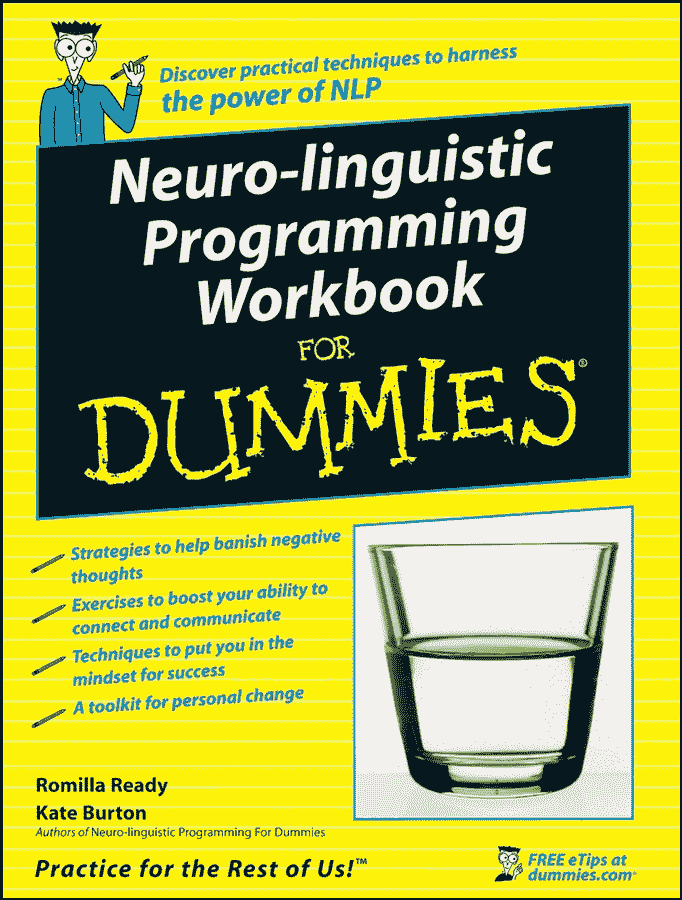 Discover practical techniques to harness
the power of NLP
™
Neuro-linguistic
Programming
Workbook
FOR
DUMMIES®
Strategies to help banish negative
thoughts
Exercises to boost your ability to
connect and communicate
Techniques to put you in the
mindset for success
A toolkit for personal change
Romilla Ready
Kate Burton
Authors of Neuro-linguistic Programming For Dummies
Practice for the Rest of Us!™
FREE eTips at
dummies.com®